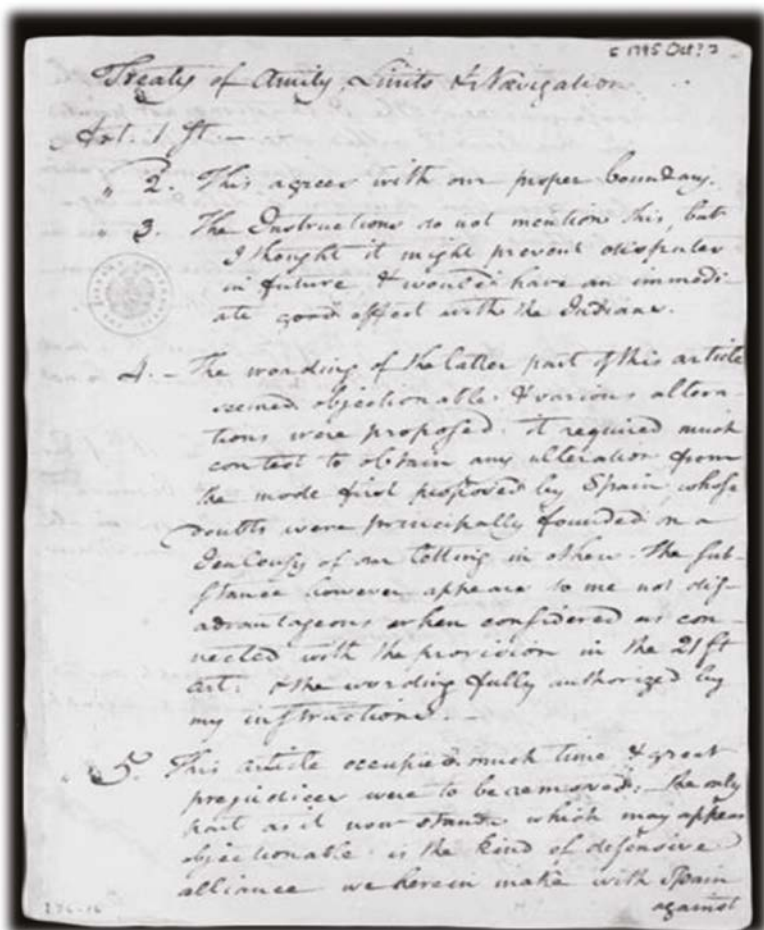 c 1795 Oct ? ?
Treaty of Amity, Limits & Navigation
Art. 1st. —
" 2. This agrees with our proper boundary.
" 3. The Instructions do not mention this, but
I thought it might prevent disputes
in future & would have an immedi-
ate good effect with the Indians.
4. – The wording of the latter part of this article
seemed objectionable & various altera-
tions were proposed. it required much
contest to obtain any alteration from
the mode first proposed by Spain, whose
doubts were principally founded on a
Jealousy of our letting in others. The sub-
stance however appears to me not dis-
advantageous when considered as con-
nected with the provision in the 21st
art. & the wording fully authorized by
my instructions. –
" 5. This article occupied much time & great
prejudices were to be removed; the only
part as it now stands which may appear
objectionable is the kind of defensive
alliance we herein make with Spain
against